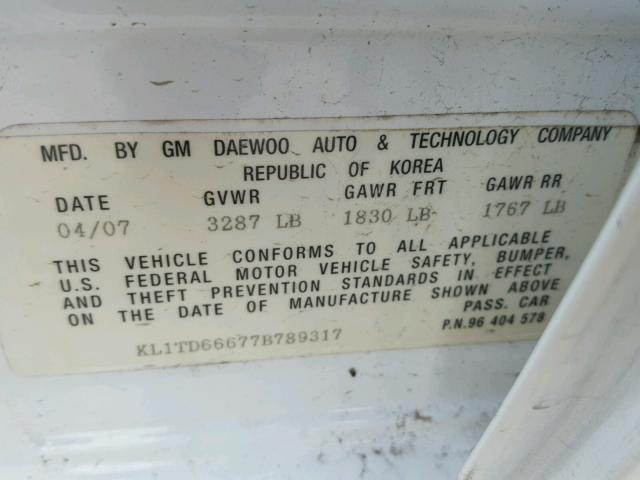 MFD. BY GM DAEWOO AUTO & TECHNOLOGY COMPANY
REPUBLIC OF KOREA
DATE GVWR GAWR FRT GAWR RR
04/07 3287 LB 1830 LB 1767 LB
THIS VEHICLE CONFORMS TO ALL APPLICABLE
U.S. FEDERAL MOTOR VEHICLE SAFETY, BUMPER,
AND THEFT PREVENTION STANDARDS IN EFFECT
ON THE DATE OF MANUFACTURE SHOWN ABOVE
PASS. CAR
KL1TD66677B789317 P.N.96 404 578